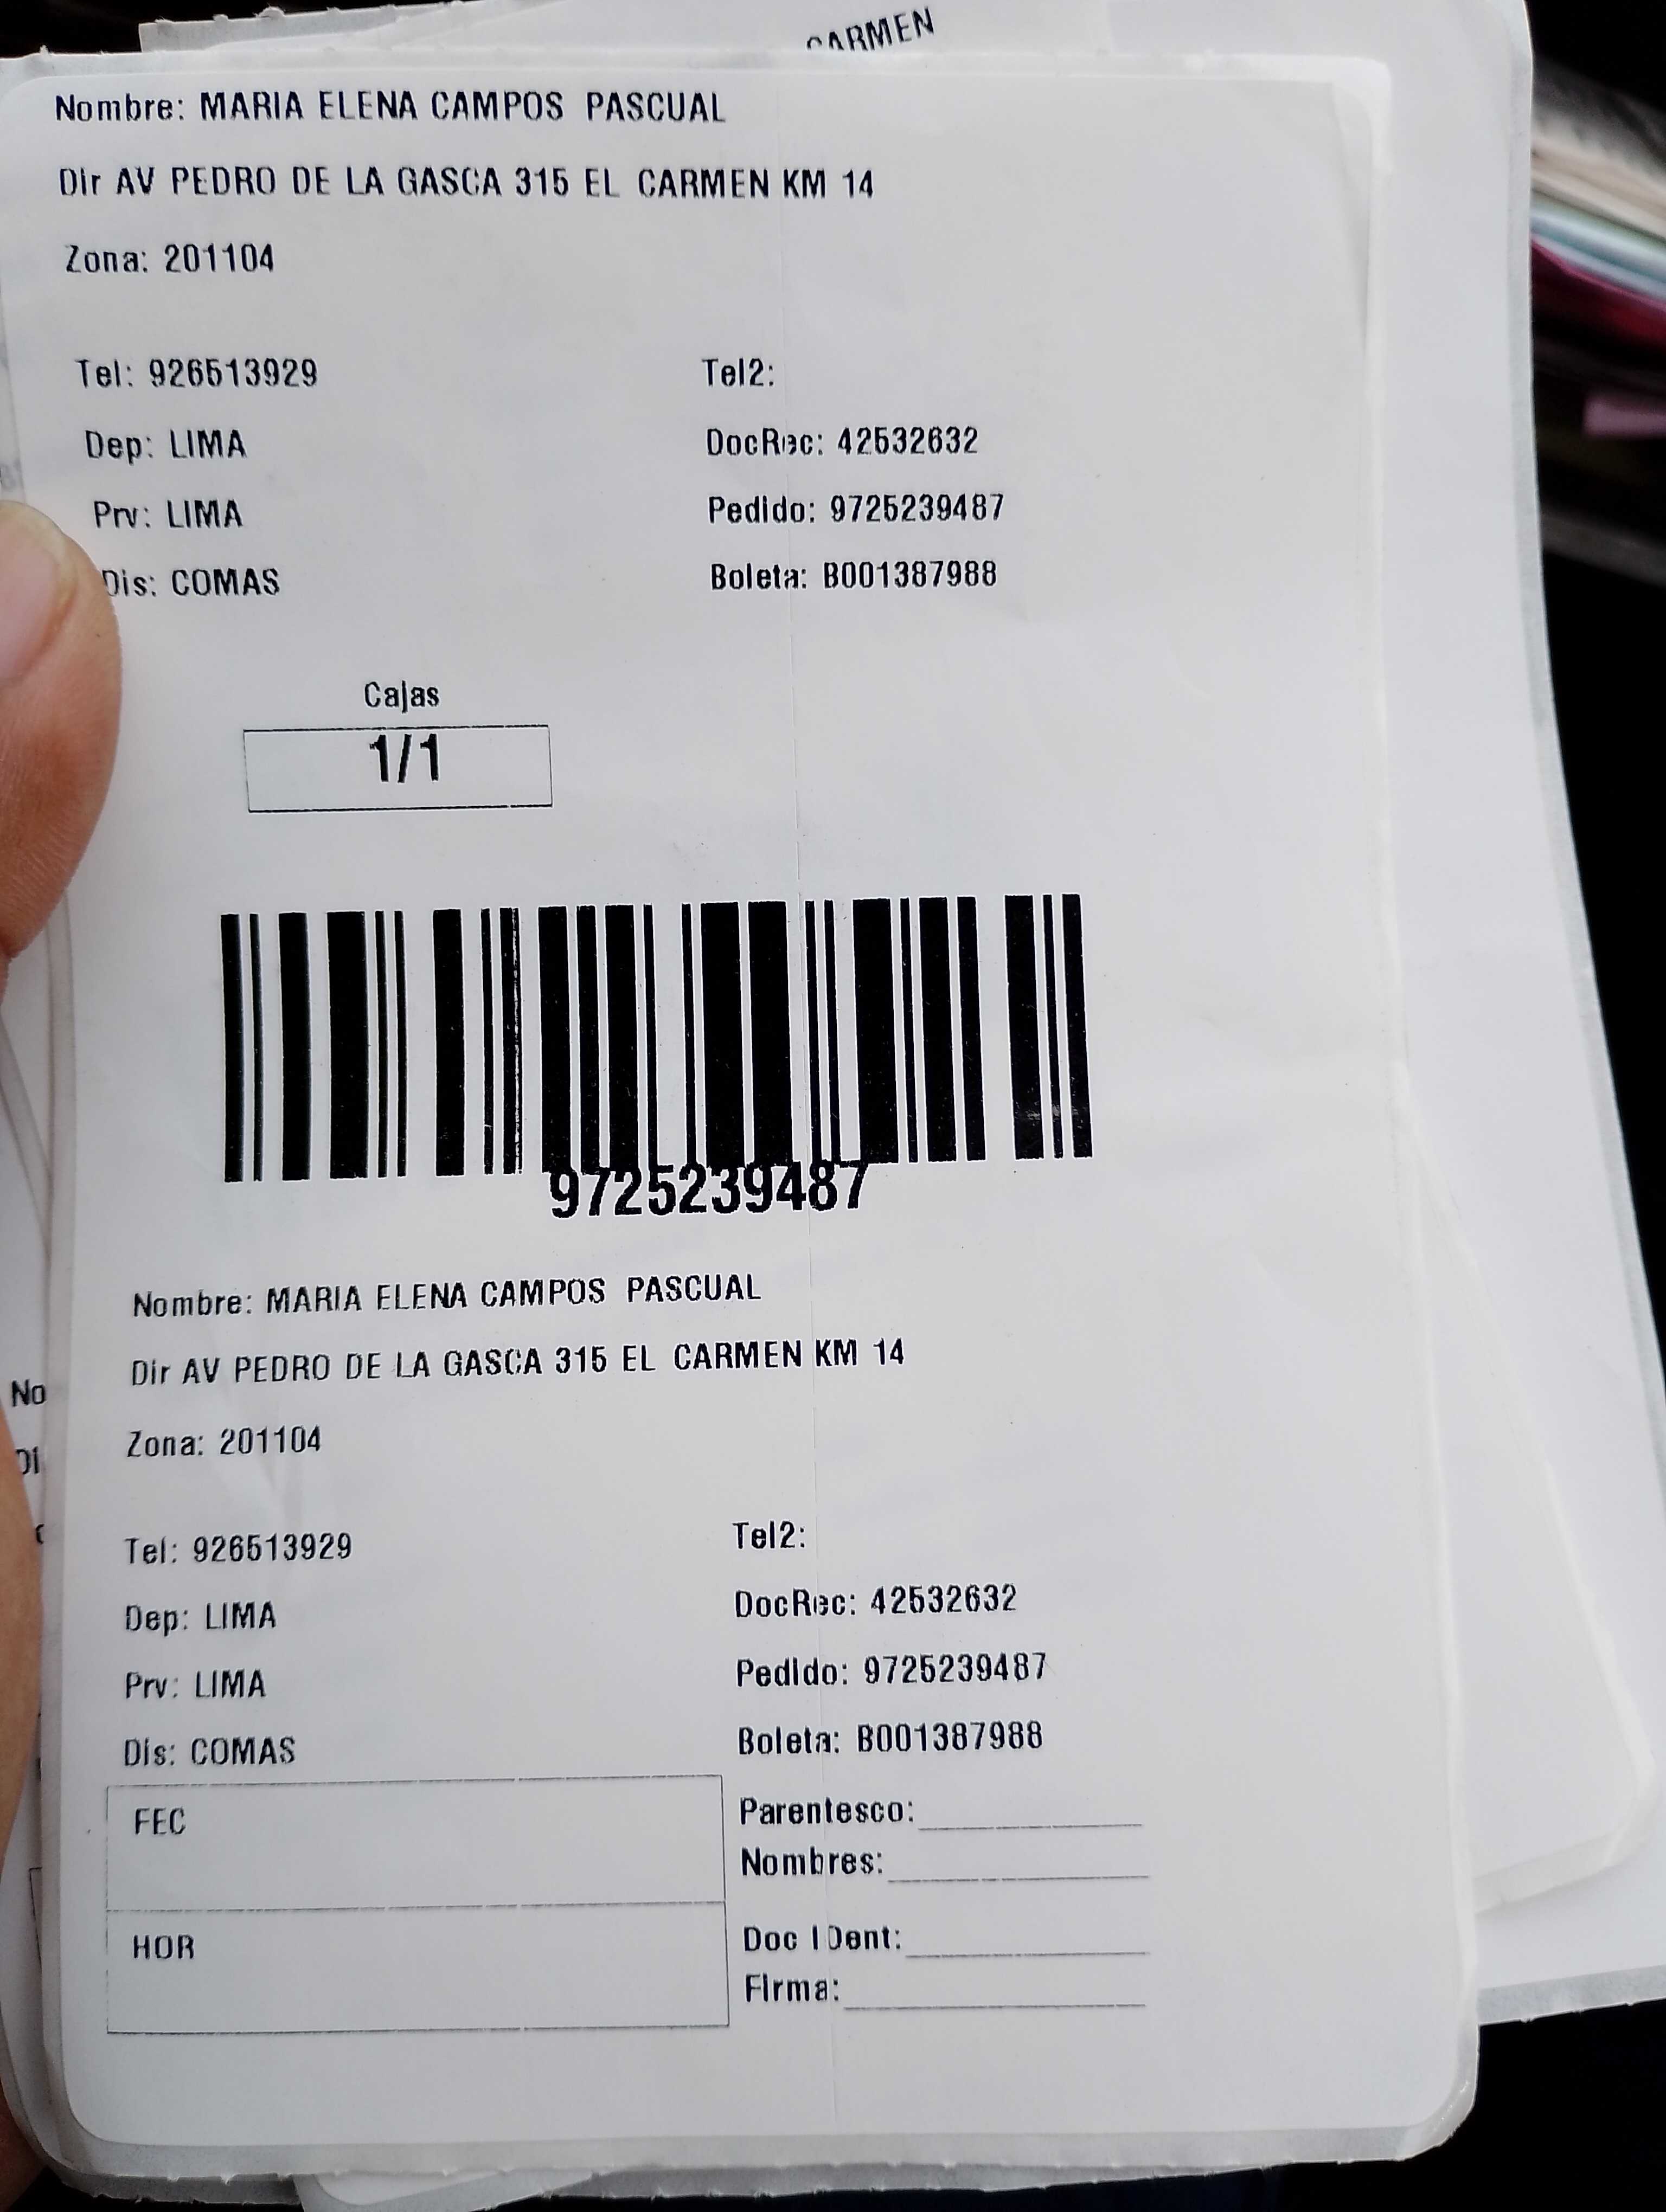 CARMEN
Nombre: MARIA ELENA CAMPOS PASCUAL
Dir AV PEDRO DE LA GASCA 315 EL CARMEN KM 14
Zona: 201104
Tel: 926513929 Tel2:
Dep: LIMA DocRec: 42532632
Prv: LIMA Pedido: 9725239487
Dis: COMAS Boleta: B001387988
Cajas
1/1
9725239487
Nombre: MARIA ELENA CAMPOS PASCUAL
Dir AV PEDRO DE LA GASCA 315 EL CARMEN KM 14
No
Zona: 201104
Di
Tel: 926513929 Tel2:
Dep: LIMA DocRec: 42532632
Prv: LIMA Pedido: 9725239487
Dis: COMAS Boleta: B001387988
FEC Parentesco:
Nombres:
HOR Doc IDent:
Firma: